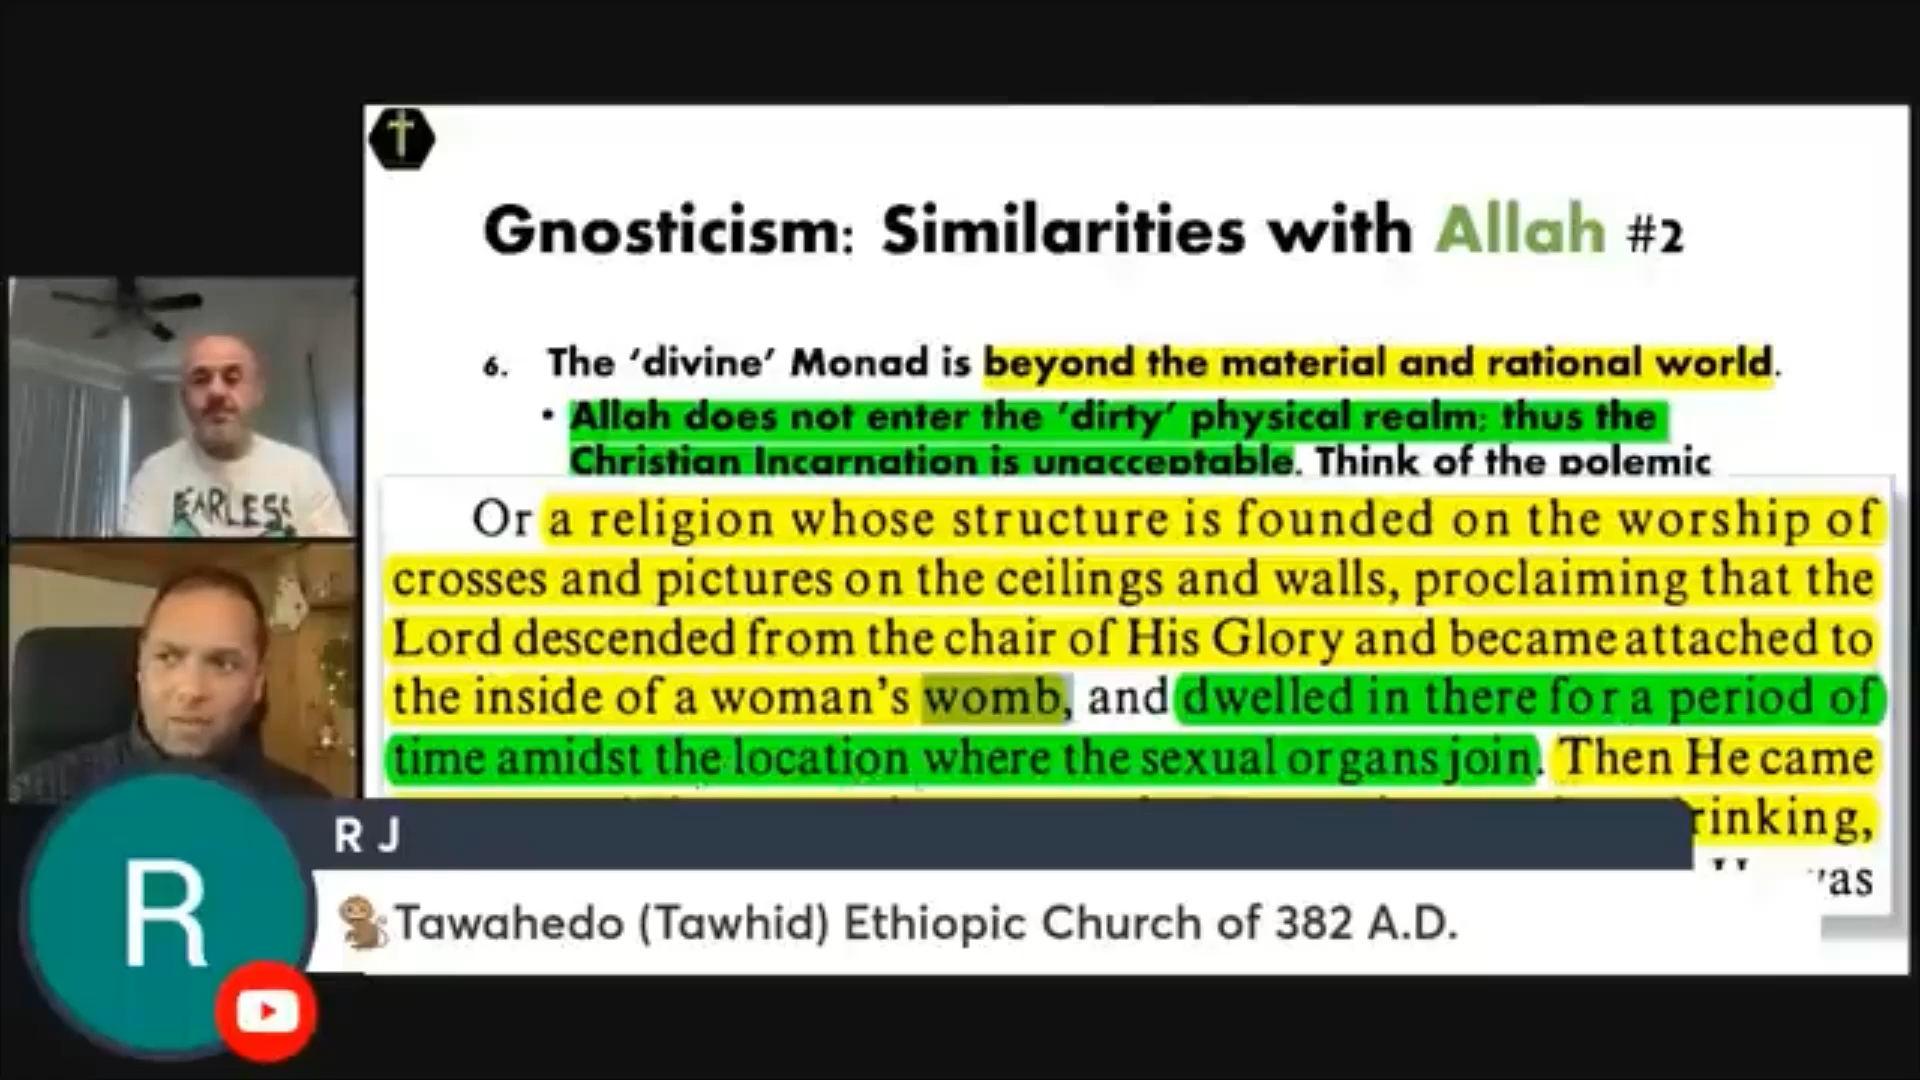 Gnosticism: Similarities with Allah #2
6. The ‘divine’ Monad is beyond the material and rational world.
• Allah does not enter the ‘dirty’ physical realm; thus the
Christian Incarnation is unacceptable. Think of the polemic
Or a religion whose structure is founded on the worship of
crosses and pictures on the ceilings and walls, proclaiming that the
Lord descended from the chair of His Glory and became attached to
the inside of a woman’s womb, and dwelled in there for a period of
time amidst the location where the sexual organs join. Then He came
rinking,
as
FEARLESS
R J
R
Tawahedo (Tawhid) Ethiopic Church of 382 A.D.